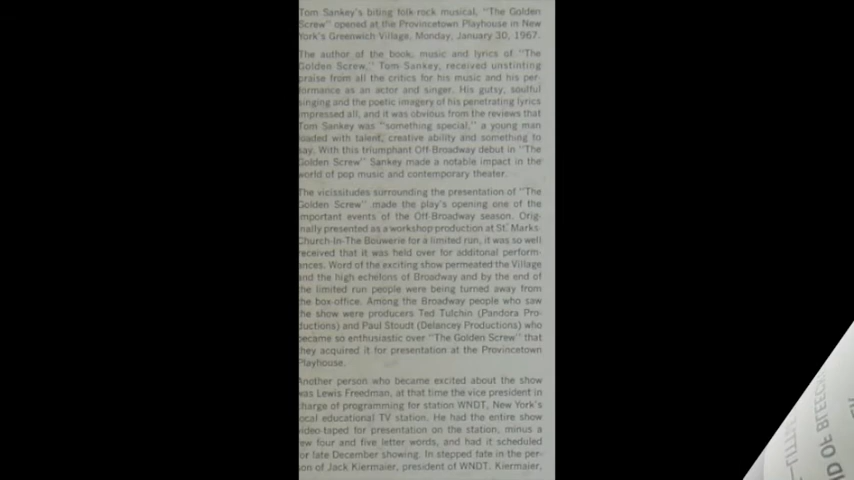 Tom Sankey's biting folk-rock musical, "The Golden
Screw" opened at the Provincetown Playhouse in New
York's Greenwich Village, Monday, January 30, 1967.
The author of the book, music and lyrics of "The
Golden Screw," Tom Sankey, received unstinting
praise from all the critics for his music and his per-
formance as an actor and singer. His gutsy, soulful
singing and the poetic imagery of his penetrating lyrics
impressed all, and it was obvious from the reviews that
Tom Sankey was "something special," a young man
loaded with talent, creative ability and something to
say. With this triumphant Off-Broadway debut in "The
Golden Screw" Sankey made a notable impact in the
world of pop music and contemporary theater.
The vicissitudes surrounding the presentation of "The
Golden Screw" made the play's opening one of the
important events of the Off-Broadway season. Orig-
inally presented as a workshop production at St. Marks-
Church-In-The Bouwerie for a limited run, it was so well
received that it was held over for additonal perform-
ances. Word of the exciting show permeated the Village
and the high echelons of Broadway and by the end of
the limited run people were being turned away from
the box-office. Among the Broadway people who saw
the show were producers Ted Tulchin (Pandora Pro-
ductions) and Paul Stoudt (Delancey Productions) who
became so enthusiastic over "The Golden Screw" that
they acquired it for presentation at the Provincetown
Playhouse.
Another person who became excited about the show
was Lewis Freedman, at that time the vice president in
charge of programming for station WNDT, New York's
local educational TV station. He had the entire show
video-taped for presentation on the station, minus a
few four and five letter words, and had it scheduled
for late December showing. In stepped fate in the per-
son of Jack Kiermaier, president of WNDT. Kiermaier,
OF